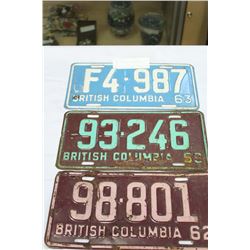 F4-987
BRITISH COLUMBIA 63
93-246
BRITISH COLUMBIA
98-801
BRITISH COLUMBIA 62